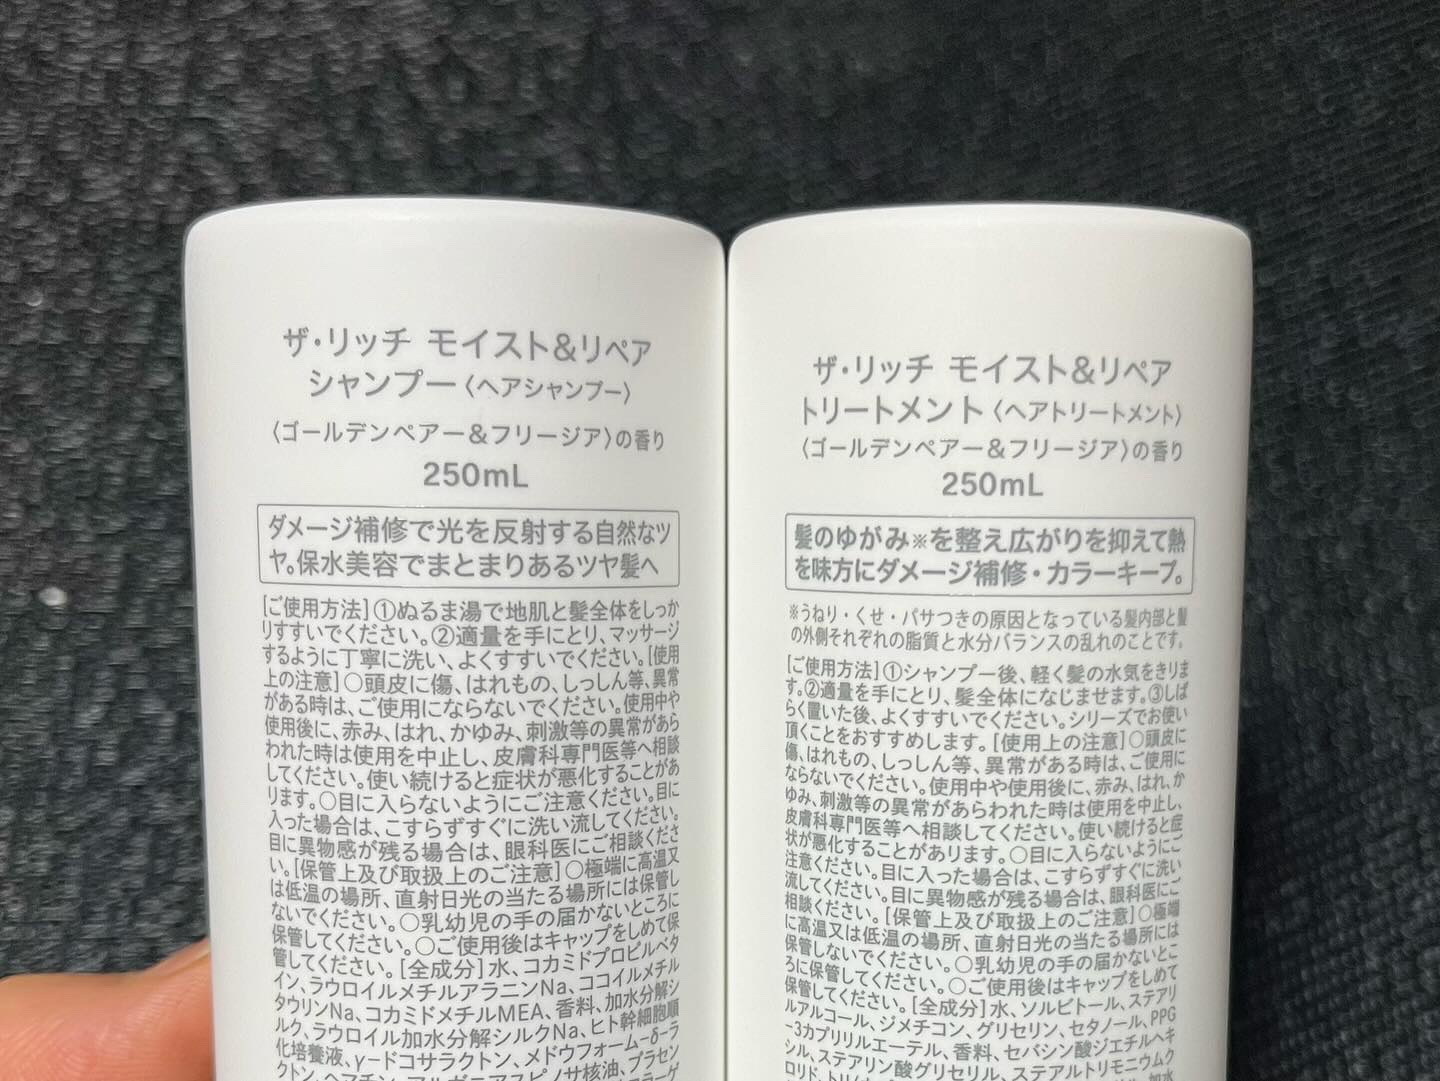 ザ・リッチ モイスト&リペア
シャンプー〈ヘアシャンプー〉
〈ゴールデンペアー&フリージア〉の香り
250mL
ダメージ補修で光を反射する自然なツ
ヤ。保水美容でまとまりあるツヤ髪へ
[ご使用方法]①ぬるま湯で地肌と髪全体をしっか
りすすいでください。②適量を手にとり、マッサージ
するように丁寧に洗い、よくすすいでください。[使用
上の注意]○頭皮に傷、はれもの、しっしん等、異常
がある時は、ご使用にならないでください。使用中や
使用後に、赤み、はれ、かゆみ、刺激等の異常があら
われた時は使用を中止し、皮膚科専門医等へ相談
してください。使い続けると症状が悪化することがあ
ります。○目に入らないようにご注意ください。目に
入った場合は、こすらずすぐに洗い流してください。
目に異物感が残る場合は、眼科医にご相談くださ
い。[保管上及び取扱上のご注意]○極端に高温又
は低温の場所、直射日光の当たる場所には保管し
ないでください。○乳幼児の手の届かないところに
保管してください。○ご使用後はキャップをしめて保
管してください。[全成分]水、コカミドプロピルベタ
イン、ラウロイルメチルアラニンNa、ココイルメチル
タウリンNa、コカミドメチルMEA、香料、加水分解シ
ルク、ラウロイル加水分解シルクNa、ヒト幹細胞順
化培養液、γ-ドコサラクトン、メドウフォーム-δ-ラ
クトン、ヘマチン、アルガニアスピノサ核油、プラセン
ザ・リッチ モイスト&リペア
トリートメント〈ヘアトリートメント〉
〈ゴールデンペアー&フリージア〉の香り
250mL
髪のゆがみ※を整え広がりを抑えて熱
を味方にダメージ補修・カラーキープ。
※うねり・くせ・パサつきの原因となっている髪内部と髪
の外側それぞれの脂質と水分バランスの乱れのことです。
[ご使用方法]①シャンプー後、軽く髪の水気をきりま
す。②適量を手にとり、髪全体になじませます。③しば
らく置いた後、よくすすいでください。シリーズでお使い
頂くことをおすすめします。[使用上の注意]○頭皮に
傷、はれもの、しっしん等、異常がある時は、ご使用に
ならないでください。使用中や使用後に、赤み、はれ、か
ゆみ、刺激等の異常があらわれた時は使用を中止し、
皮膚科専門医等へ相談してください。使い続けると症
状が悪化することがあります。○目に入らないようにご
注意ください。目に入った場合は、こすらずすぐに洗い
流してください。目に異物感が残る場合は、眼科医にご
相談ください。[保管上及び取扱上のご注意]○極端
に高温又は低温の場所、直射日光の当たる場所には
保管しないでください。○乳幼児の手の届かないとこ
ろに保管してください。○ご使用後はキャップをしめて
保管してください。[全成分]水、ソルビトール、ステアリ
ルアルコール、ジメチコン、グリセリン、セタノール、PPG
-3カプリリルエーテル、香料、セバシン酸ジエチルヘキ
シル、ステアリン酸グリセリル、ステアルトリモニウムク